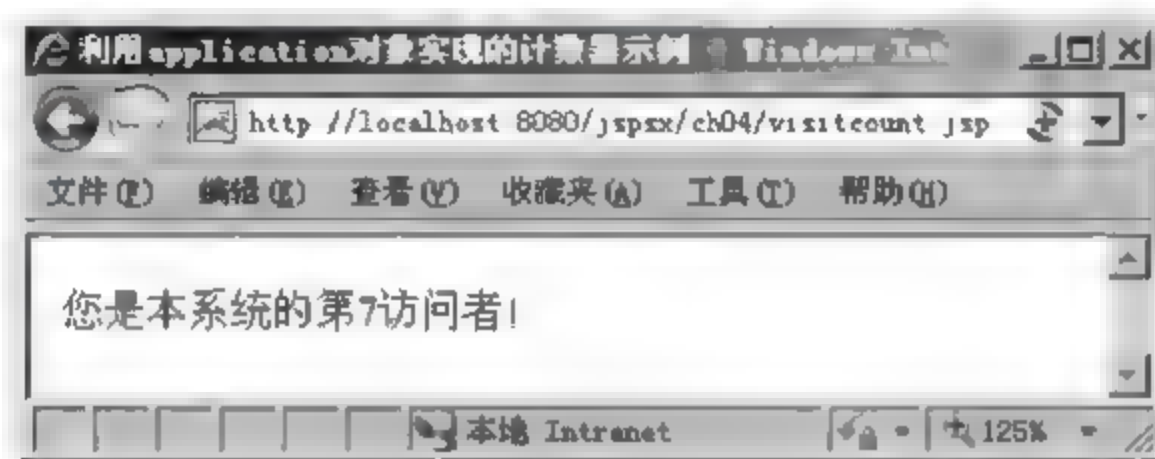 利用application对象实现的计数器示例 - Windows Int
http //localhost 8080/jspsx/ch04/visitcount jsp
文件(F) 编辑(E) 查看(V) 收藏夹(A) 工具(T) 帮助(H)
您是本系统的第7访问者!
本地 Intranet 125%